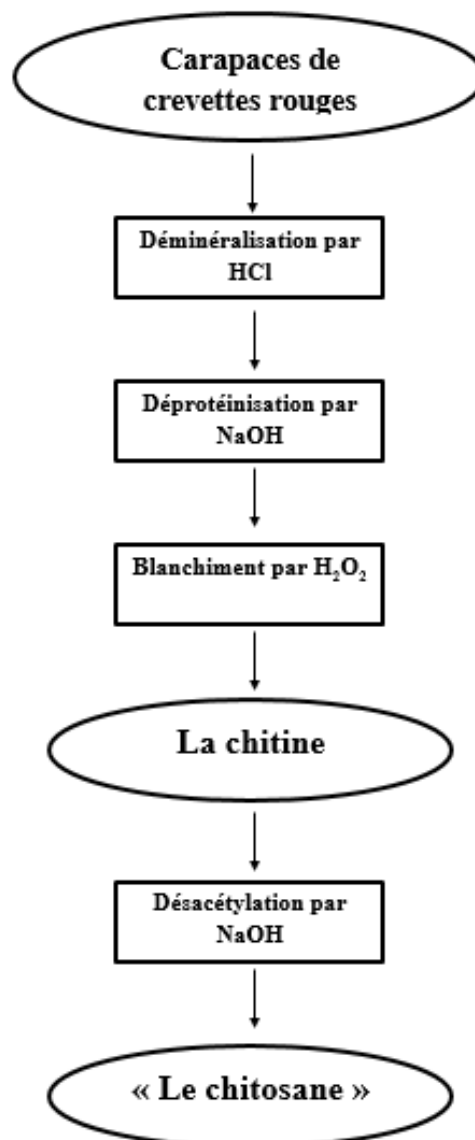 Carapaces de
crevettes rouges
Déminéralisation par
HCl
Déprotéinisation par
NaOH
Blanchiment par H₂O₂
La chitine
Désacétylation par
NaOH
« Le chitosane »